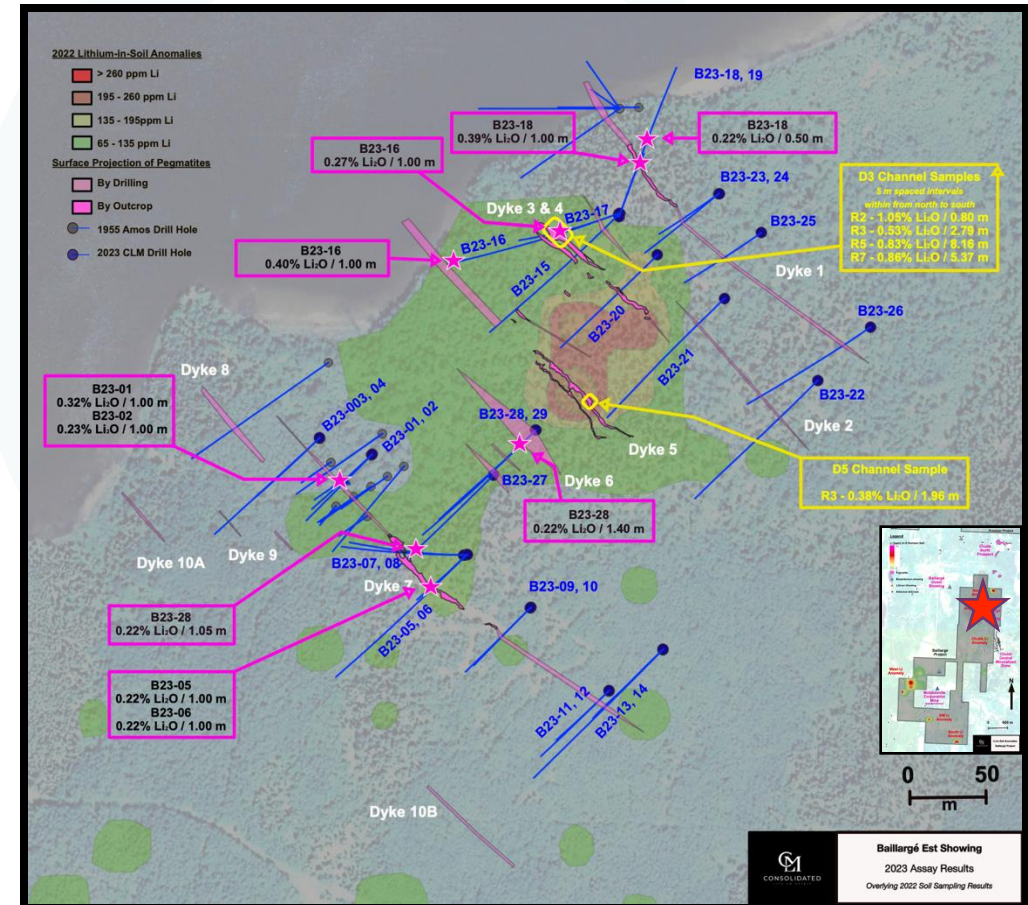 2022 Lithium-in-Soil Anomalies
> 260 ppm Li
195 - 260 ppm Li
135 - 195ppm Li
65 - 135 ppm Li
Surface Projection of Pegmatites
By Drilling
By Outcrop
1955 Amos Drill Hole
2023 CLM Drill Hole
B23-18, 19
B23-18
0.39% Li₂O / 1.00 m
B23-18
0.22% Li₂O / 0.50 m
B23-16
0.27% Li₂O / 1.00 m
D3 Channel Samples
5 m spaced intervals
within from north to south
R2 - 1.05% Li₂O / 0.80 m
R3 - 0.53% Li₂O / 2.79 m
R5 - 0.83% Li₂O / 8.16 m
R7 - 0.86% Li₂O / 5.37 m
B23-23, 24
Dyke 3 & 4
B23-17
B23-25
B23-16
B23-16
0.40% Li₂O / 1.00 m
B23-15
Dyke 1
B23-20
B23-26
B23-21
Dyke 8
B23-22
B23-01
0.32% Li₂O / 1.00 m
B23-02
0.23% Li₂O / 1.00 m
B23-003, 04
B23-01, 02
B23-28, 29
Dyke 5
Dyke 2
D5 Channel Sample
R3 - 0.38% Li₂O / 1.96 m
B23-27
Dyke 6
B23-28
0.22% Li₂O / 1.40 m
Dyke 10A
Dyke 9
B23-07, 08
Dyke 7
B23-09, 10
B23-28
0.22% Li₂O / 1.05 m
B23-05, 06
B23-05
0.22% Li₂O / 1.00 m
B23-06
0.22% Li₂O / 1.00 m
B23-11, 12
B23-13, 14
Legend
N
0 50
m
Dyke 10B
CONSOLIDATED
Baillargé Est Showing
2023 Assay Results
Overlying 2022 Soil Sampling Results